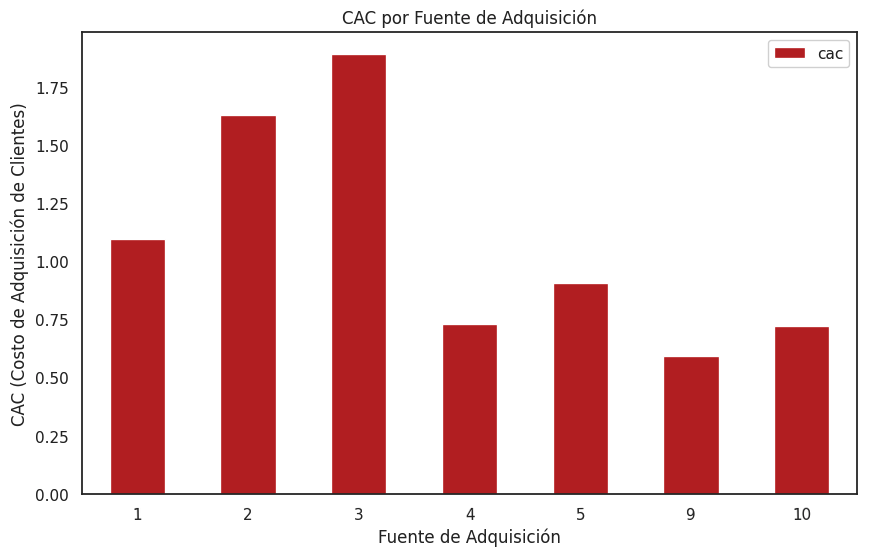 CAC por Fuente de Adquisición
cac
CAC (Costo de Adquisición de Clientes)
1.75
1.50
1.25
1.00
0.75
0.50
0.25
0.00
1 2 3 4 5 9 10
Fuente de Adquisición